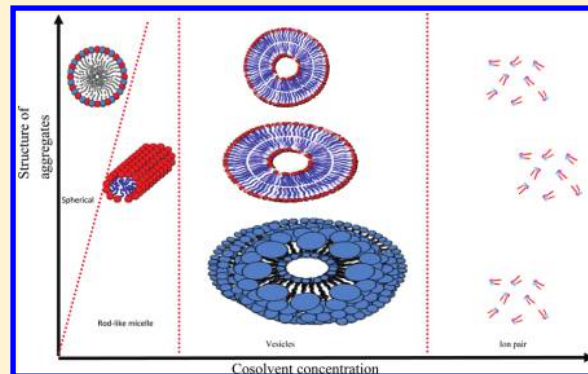 Structure of
aggregates
Spherical
Rod-like micelle
Vesicles
Ion pair
Cosolvent concentration